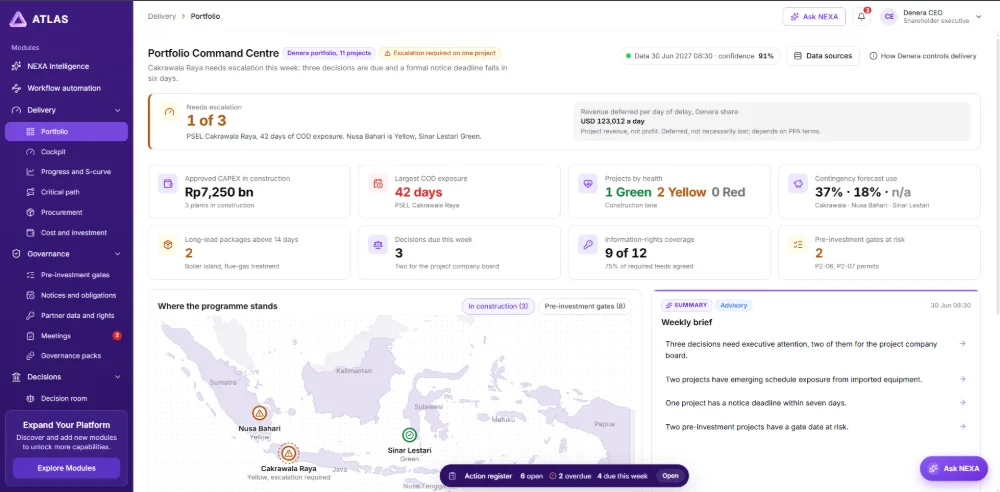 ATLAS
Modules
NEXA Intelligence
Workflow automation
Delivery
Portfolio
Cockpit
Progress and S-curve
Critical path
Procurement
Cost and investment
Governance
Pre-investment gates
Notices and obligations
Partner data and rights
Meetings
2
Governance packs
Decisions
Decision room
Expand Your Platform
Discover and add new modules
to unlock more capabilities.
Explore Modules
Delivery > Portfolio
Ask NEXA
3
CE
Denera CEO
Shareholder executive
Portfolio Command Centre
Denera portfolio, 11 projects
Escalation required on one project
Cakrawala Raya needs escalation this week: three decisions are due and a formal notice deadline falls in
six days.
Data 30 Jun 2027 08:30 · confidence 91%
Data sources
How Denera controls delivery
Needs escalation
1 of 3
PSEL Cakrawala Raya, 42 days of COD exposure. Nusa Bahari is Yellow, Sinar Lestari Green.
Revenue deferred per day of delay, Denera share
USD 123,012 a day
Project revenue, not profit. Deferred, not necessarily lost; depends on PPA terms.
Approved CAPEX in construction
Rp7,250 bn
3 plants in construction
Largest COD exposure
42 days
PSEL Cakrawala Raya
Projects by health
1 Green 2 Yellow 0 Red
Construction lane
Contingency forecast use
37% · 18% · n/a
Cakrawala · Nusa Bahari · Sinar Lestari
Long-lead packages above 14 days
2
Boiler island, flue-gas treatment
Decisions due this week
3
Two for the project company board
Information-rights coverage
9 of 12
75% of required feeds agreed
Pre-investment gates at risk
2
P2-06, P2-07 permits
Where the programme stands
In construction (3)
Pre-investment gates (8)
Sumatra
Kalimantan
Sulawesi
Maluku
Papua
Java
Nusa Bahari
Yellow
Cakrawala Raya
Yellow, escalation required
Sinar Lestari
Green
SUMMARY
Advisory
30 Jun 08:30
Weekly brief
Three decisions need executive attention, two of them for the project company
board.
Two projects have emerging schedule exposure from imported equipment.
One project has a notice deadline within seven days.
Two pre-investment projects have a gate date at risk.
Action register 6 open 2 overdue 4 due this week Open
Ask NEXA